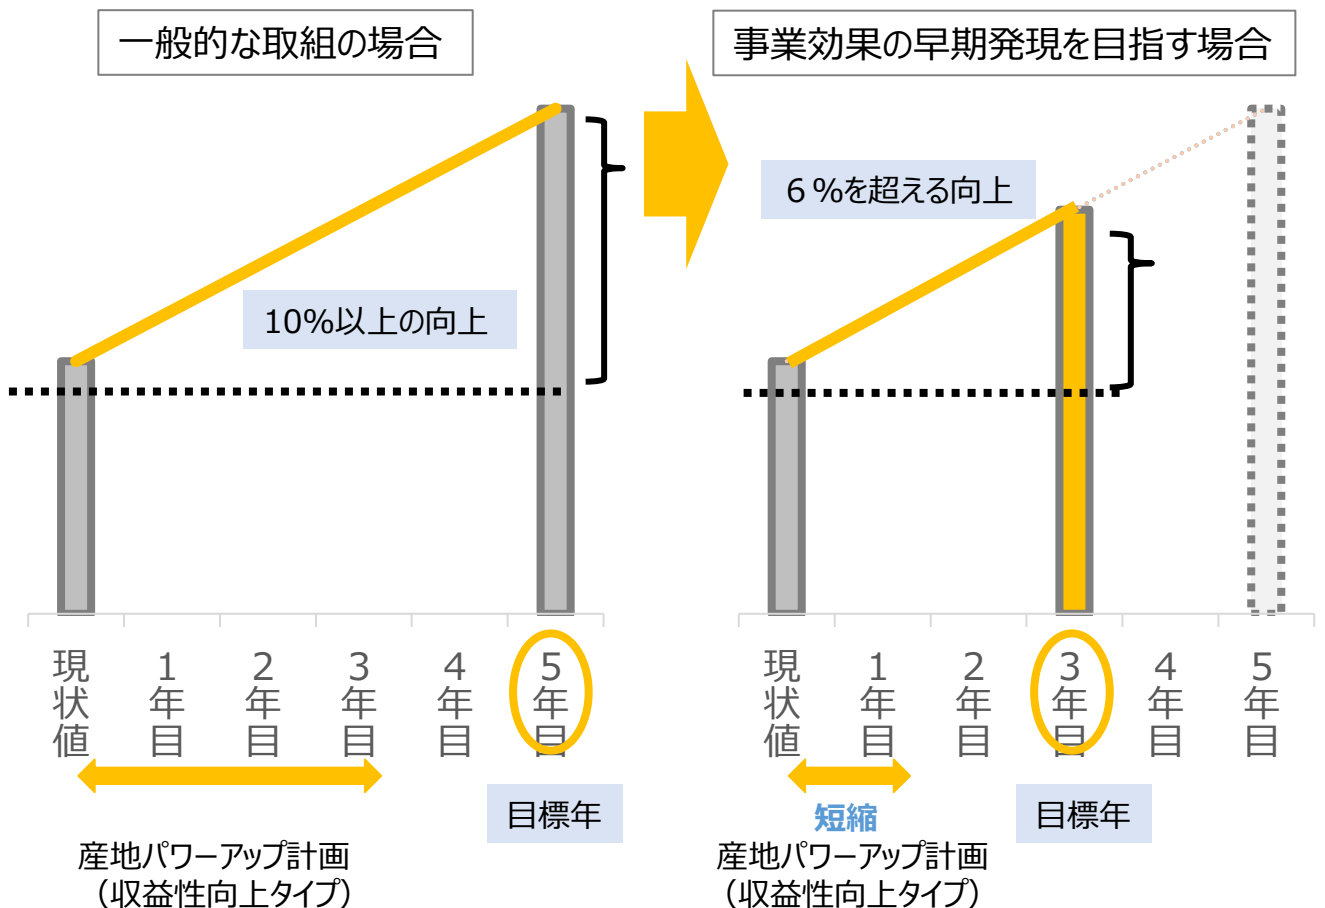 一般的な取組の場合
10%以上の向上
現状値
1年目
2年目
3年目
4年目
5年目
目標年
産地パワーアップ計画
（収益性向上タイプ）
事業効果の早期発現を目指す場合
６%を超える向上
現状値
1年目
2年目
3年目
4年目
5年目
短縮
目標年
産地パワーアップ計画
（収益性向上タイプ）